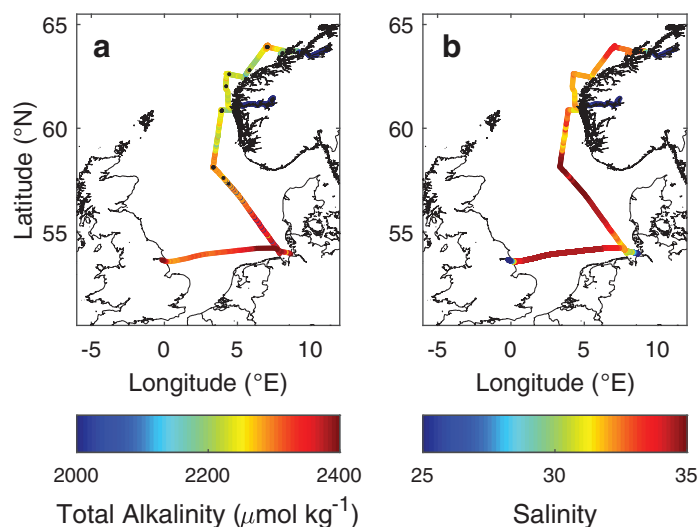 a
b
65
60
55
Latitude (°N)
65
60
55
-5 0 5 10
-5 0 5 10
Longitude (°E)
Longitude (°E)
2000 2200 2400
25 30 35
Total Alkalinity (μmol kg⁻¹)
Salinity